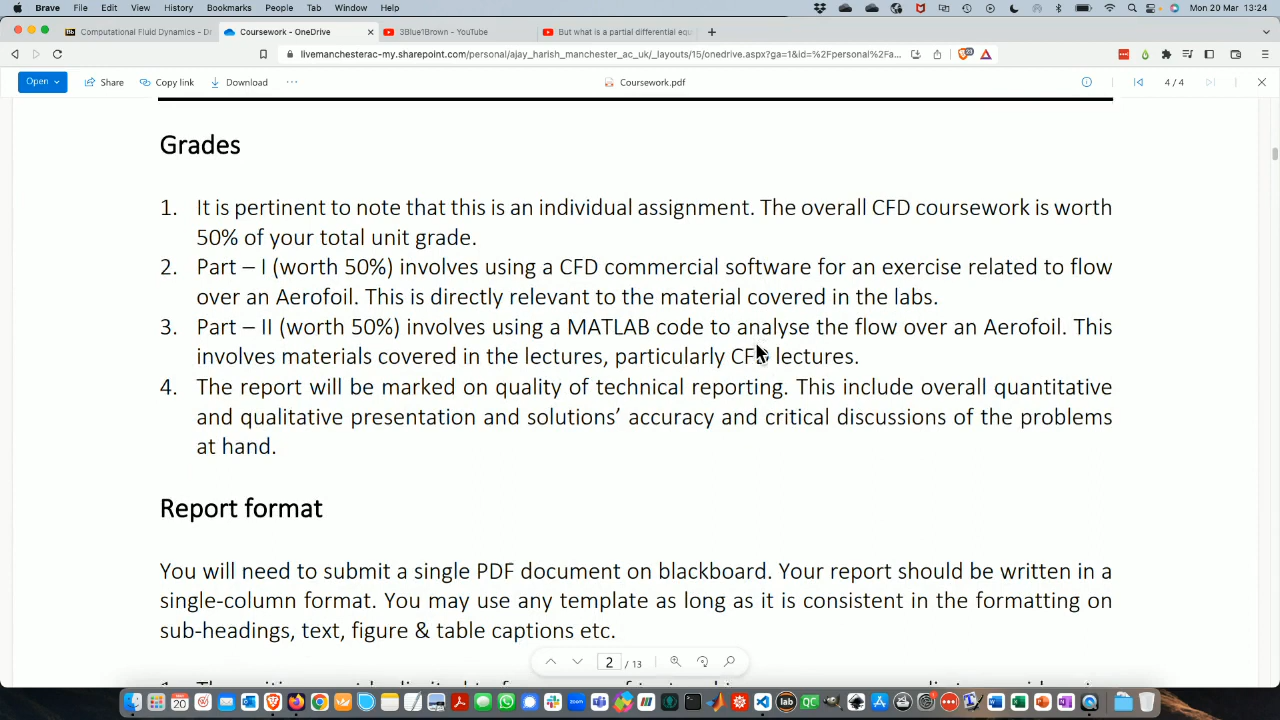 Brave File Edit View History Bookmarks People Tab Window Help Mon 20 Mar 13:24
Computational Fluid Dynamics - Dr Coursework - OneDrive 3Blue1Brown - YouTube But what is a partial differential equ
livemanchesterac-my.sharepoint.com/personal/ajay_harish_manchester_ac_uk/_layouts/15/onedrive.aspx?ga=1&id=%2Fpersonal%2Fa...
Open Share Copy link Download ... Coursework.pdf 4 / 4
Grades
1. It is pertinent to note that this is an individual assignment. The overall CFD coursework is worth
50% of your total unit grade.
2. Part – I (worth 50%) involves using a CFD commercial software for an exercise related to flow
over an Aerofoil. This is directly relevant to the material covered in the labs.
3. Part – II (worth 50%) involves using a MATLAB code to analyse the flow over an Aerofoil. This
involves materials covered in the lectures, particularly CFD lectures.
4. The report will be marked on quality of technical reporting. This include overall quantitative
and qualitative presentation and solutions’ accuracy and critical discussions of the problems
at hand.
Report format
You will need to submit a single PDF document on blackboard. Your report should be written in a
single-column format. You may use any template as long as it is consistent in the formatting on
sub-headings, text, figure & table captions etc.
2 / 13